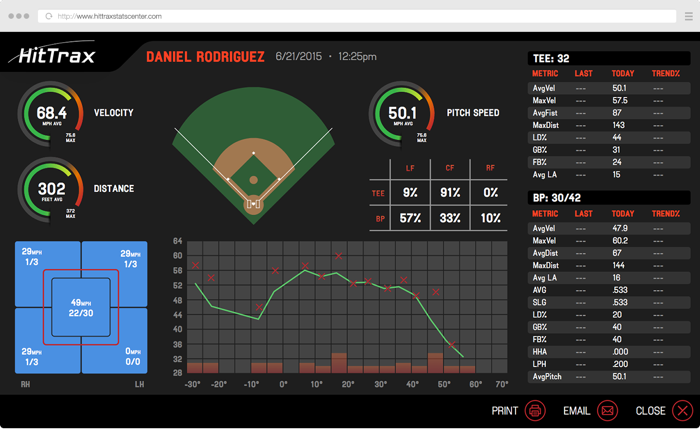 http://www.hittraxstatscenter.com
HitTrax
DANIEL RODRIGUEZ 6/21/2015 · 12:25pm
68.4
MPH AVG
75.8
MAX
VELOCITY
50.1
MPH AVG
75.8
MAX
PITCH SPEED
302
FEET AVG
372
MAX
DISTANCE
LF CF RF
TEE 9% 91% 0%
BP 57% 33% 10%
29MPH
1/3
29MPH
1/3
49MPH
22/30
29MPH
1/3
0MPH
0/0
RH LH
64
60
56
52
48
44
40
36
32
28
-30° -20° -10° 0° 10° 20° 30° 40° 50° 60° 70°
TEE: 32
METRIC LAST TODAY TREND%
AvgVel --- 50.1 ---
MaxVel --- 57.5 ---
AvgFist --- 87 ---
MaxDist --- 143 ---
LD% --- 44 ---
GB% --- 31 ---
FB% --- 24 ---
Avg LA --- 15 ---
BP: 30/42
METRIC LAST TODAY TREND%
AvgVel --- 47.9 ---
MaxVel --- 60.2 ---
AvgDist --- 67 ---
MaxDist --- 144 ---
Avg LA --- 16 ---
AVG --- .533 ---
SLG --- .533 ---
LD% --- 20 ---
GB% --- 40 ---
FB% --- 40 ---
HHA --- .000 ---
LPH --- .200 ---
AvgPitch --- 50.1 ---
PRINT EMAIL CLOSE